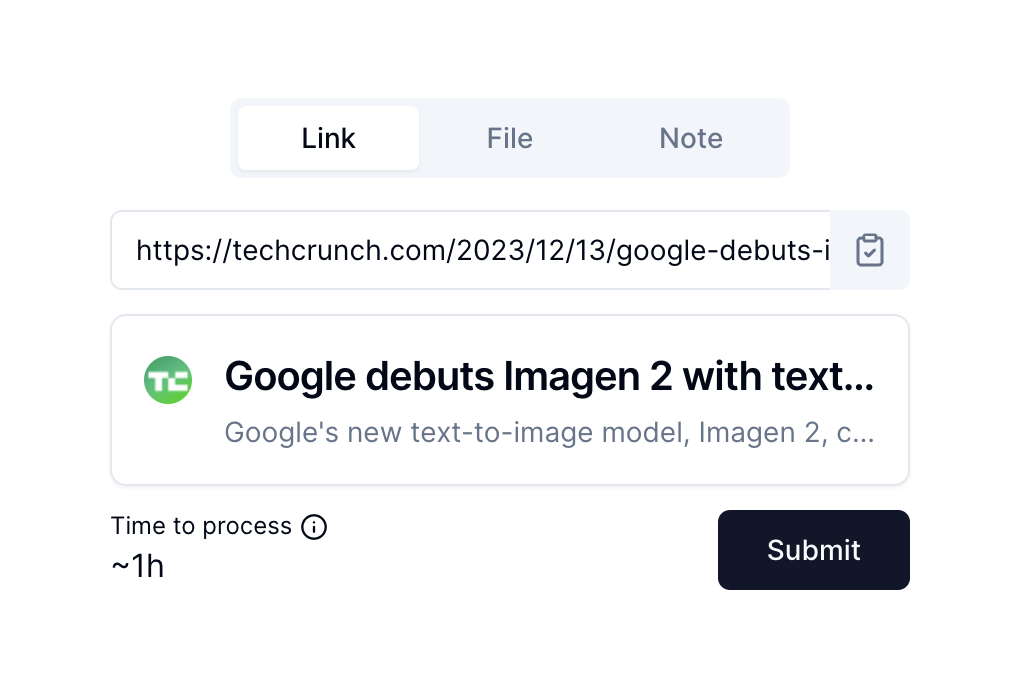 Link File Note
https://techcrunch.com/2023/12/13/google-debuts-i
TC
Google debuts Imagen 2 with text...
Google's new text-to-image model, Imagen 2, c...
Time to process
~1h
Submit